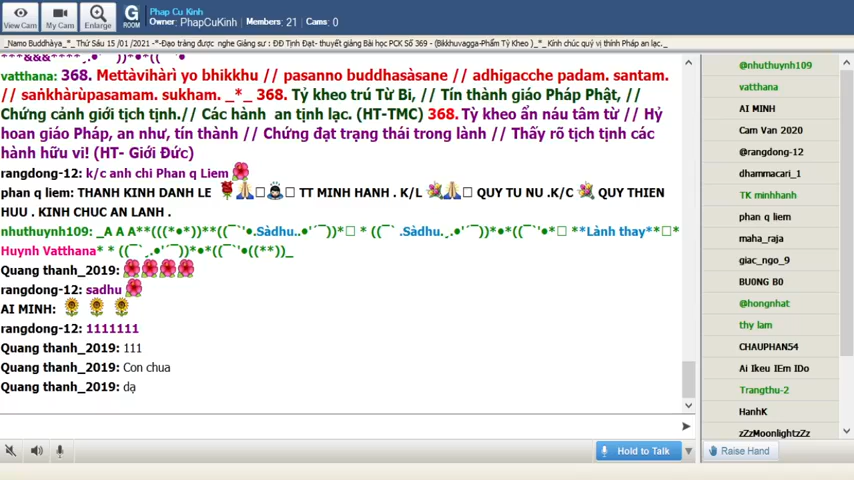 Phap Cu Kinh
Owner: PhapCuKinh Members: 21 Cams: 0
View Cam
My Cam
Enlarge
G
ROOM
_Namo Buddhàya_*_ Thứ Sáu 15 /01/ 2021 -*-Đạo tràng được nghe Giảng sư : ĐĐ Tịnh Đạt- thuyết giảng Bài học PCK Số 369 - (Bikkhuvagga-Phẩm Tỳ Kheo )_*_ Kính chúc quý vị thính Pháp an lạc._
vatthana: 368. Mettàvihàrì yo bhikkhu // pasanno buddhasàsane // adhigacche padam. santam.
// saṅkhàrùpasamam. sukham. _*_ 368. Tỳ kheo trú Từ Bi, // Tín thành giáo Pháp Phật, //
Chứng cảnh giới tịch tịnh.// Các hành an tịnh lạc. (HT-TMC) 368. Tỳ kheo ẩn náu tâm từ // Hỷ
hoan giáo Pháp, an như, tín thành // Chứng đạt trạng thái trong lành // Thấy rõ tịch tịnh các
hành hữu vi! (HT- Giới Đức)
rangdong-12: k/c anh chi Phan q Liem
phan q liem: THANH KINH DANH LE TT MINH HANH . K/L QUY TU NU .K/C QUY THIEN
HUU . KINH CHUC AN LANH .
nhuthuynh109: _A A A**(((*•*))**((¯`'•.Sàdhu..•'´¯))*□ * ((¯` .Sàdhu.¸.•'´¯))*•*((¯`'•*□ **Lành thay**□*
Huynh Vatthana* * ((¯`¸.•'´¯))*•*((¯`'•((**))_
Quang thanh_2019:
rangdong-12: sadhu
AI MINH:
rangdong-12: 1111111
Quang thanh_2019: 111
Quang thanh_2019: Con chua
Quang thanh_2019: dạ
@nhuthuynh109
vatthana
AI MINH
Cam Van 2020
@rangdong-12
dhammacari_1
TK minhhanh
phan q liem
maha_raja
giac_ngo_9
BU0NG B0
@hongnhat
thy lam
CHAUPHAN54
Ai Ikeu IEm IDo
Trangthu-2
HanhK
zZzMoonlightzZz
Hold to Talk
Raise Hand